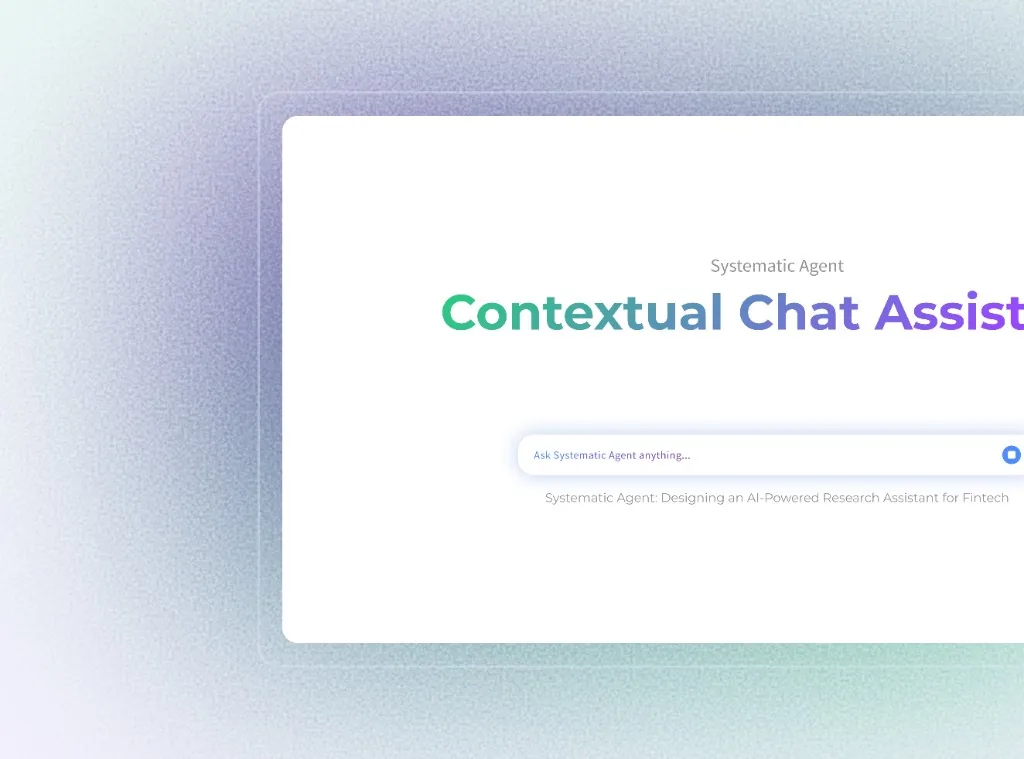 Systematic Agent
Contextual Chat Assist
Ask Systematic Agent anything...
Systematic Agent: Designing an AI-Powered Research Assistant for Fintech